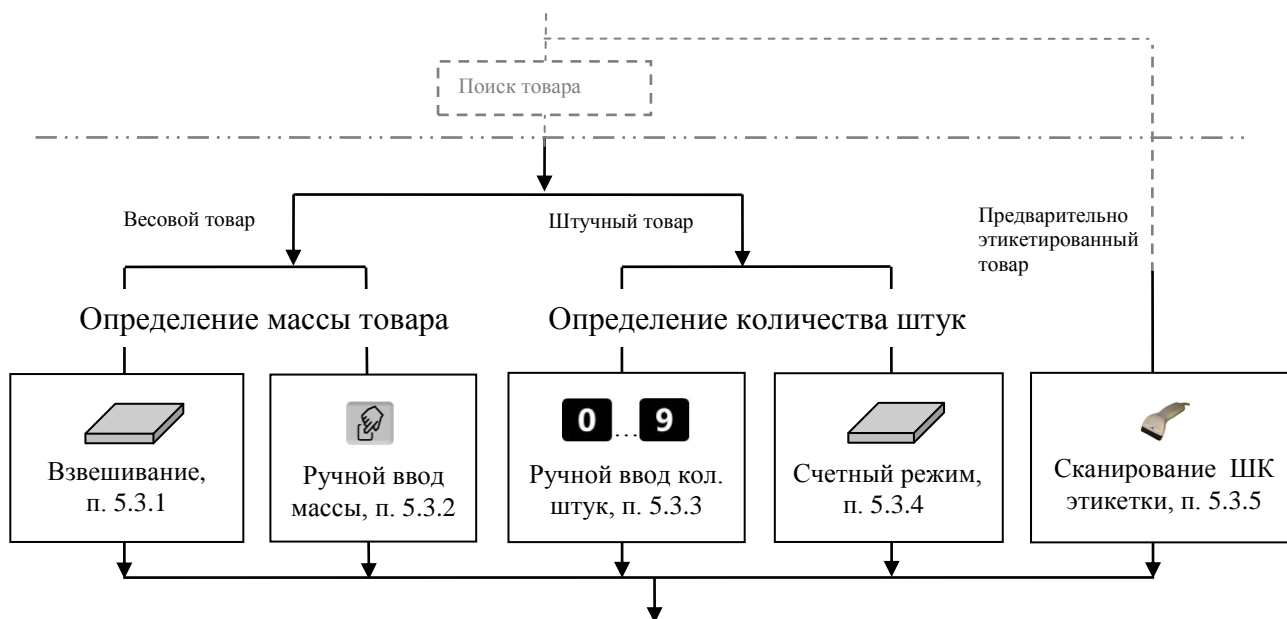 Поиск товара
Весовой товар
Штучный товар
Предварительно
этикетированный
товар
Определение массы товара
Определение количества штук
0...9
Взвешивание,
п. 5.3.1
Ручной ввод
массы, п. 5.3.2
Ручной ввод кол.
штук, п. 5.3.3
Счетный режим,
п. 5.3.4
Сканирование ШК
этикетки, п. 5.3.5